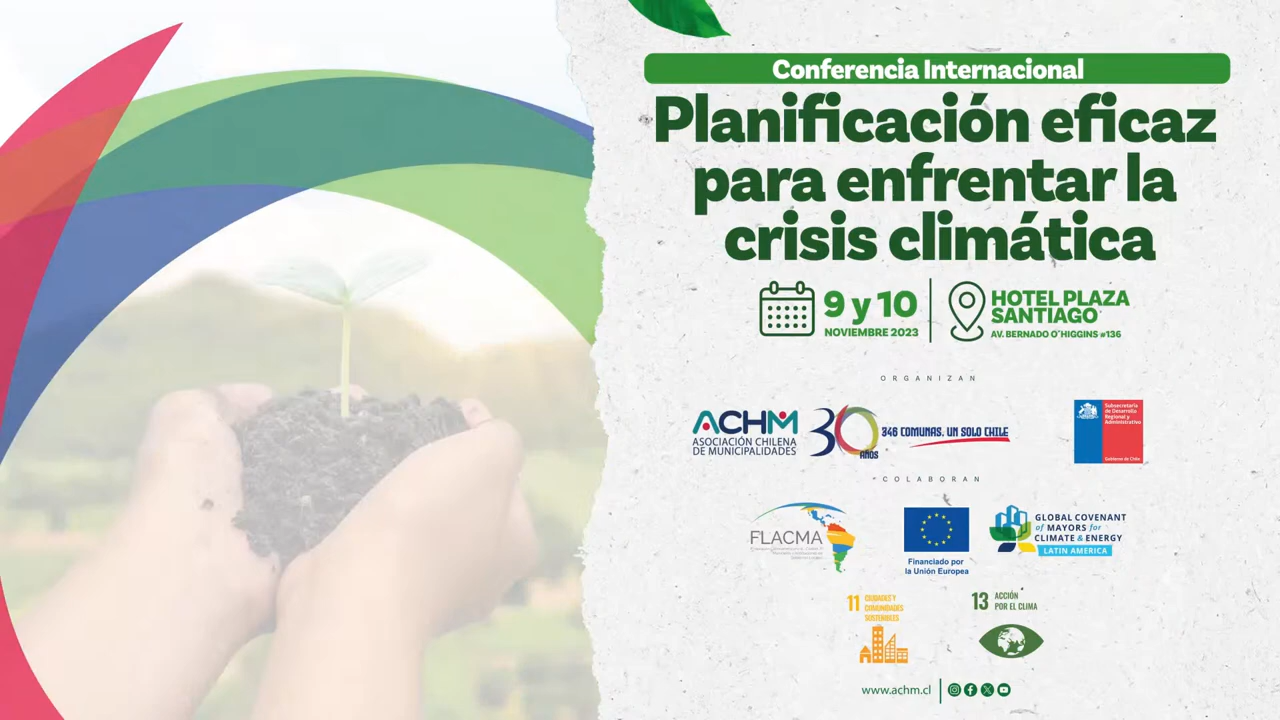 Conferencia Internacional
Planificación eficaz
para enfrentar la
crisis climática
9 y 10
NOVIEMBRE 2023
HOTEL PLAZA
SANTIAGO
AV. BERNADO O´HIGGINS #136
ORGANIZAN
ACHM
ASOCIACIÓN CHILENA
DE MUNICIPALIDADES
30
AÑOS
346 COMUNAS, UN SOLO CHILE
Subsecretaría
de Desarrollo
Regional y
Administrativo
Gobierno de Chile
COLABORAN
FLACMA
Financiado por
la Unión Europea
GLOBAL COVENANT
of MAYORS for
CLIMATE & ENERGY
LATIN AMERICA
11 CIUDADES Y
COMUNIDADES
SOSTENIBLES
13 ACCIÓN
POR EL CLIMA
www.achm.cl